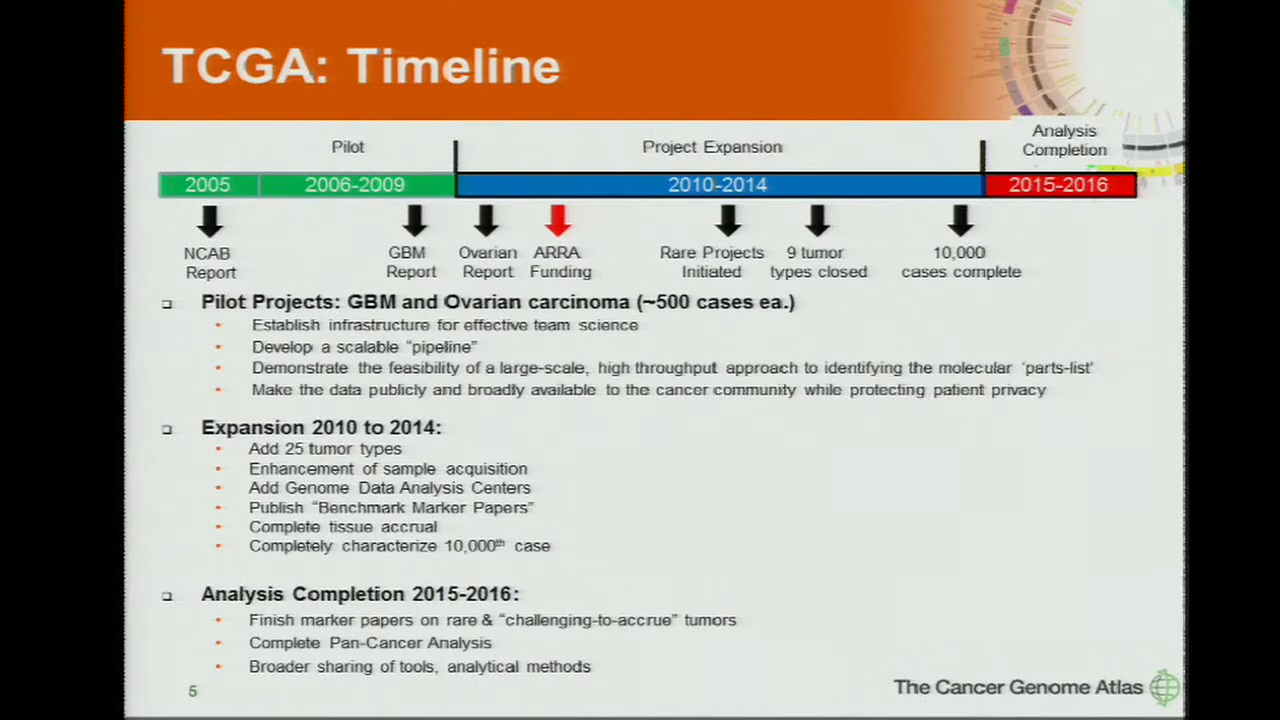 TCGA: Timeline
Pilot
Project Expansion
Analysis
Completion
2005
2006-2009
2010-2014
2015-2016
NCAB
Report
GBM
Report
Ovarian
Report
ARRA
Funding
Rare Projects
Initiated
9 tumor
types closed
10,000
cases complete
Pilot Projects: GBM and Ovarian carcinoma (~500 cases ea.)
Establish infrastructure for effective team science
Develop a scalable “pipeline”
Demonstrate the feasibility of a large-scale, high throughput approach to identifying the molecular ‘parts-list’
Make the data publicly and broadly available to the cancer community while protecting patient privacy
Expansion 2010 to 2014:
Add 25 tumor types
Enhancement of sample acquisition
Add Genome Data Analysis Centers
Publish “Benchmark Marker Papers”
Complete tissue accrual
Completely characterize 10,000th case
Analysis Completion 2015-2016:
Finish marker papers on rare & “challenging-to-accrue” tumors
Complete Pan-Cancer Analysis
Broader sharing of tools, analytical methods
5
The Cancer Genome Atlas